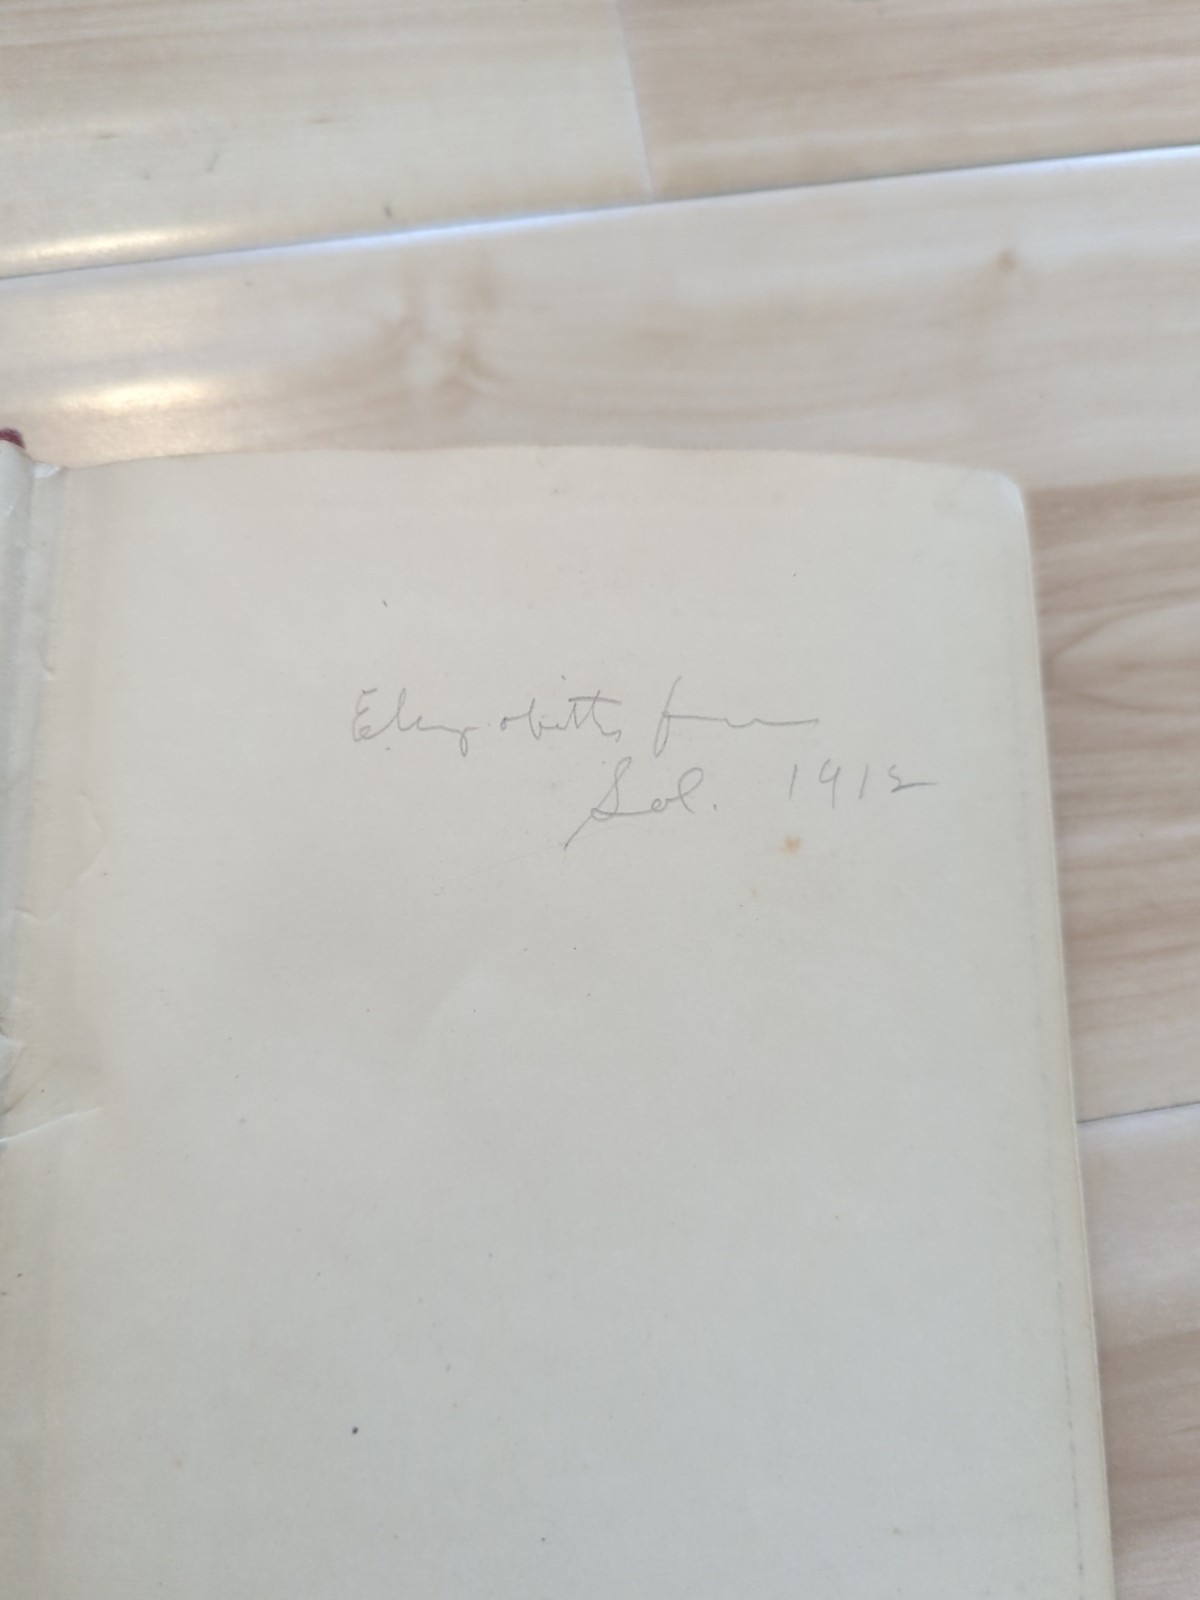 Elizabeth from
Sol. 1912